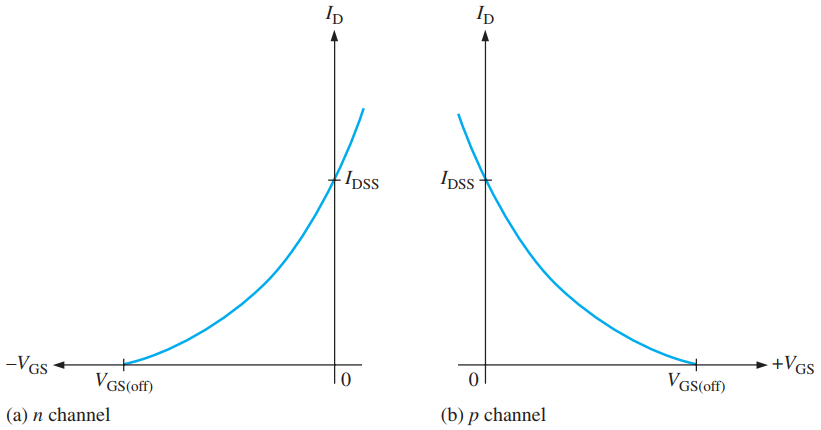 I_D
I_D
I_DSS
I_DSS
–V_GS
V_GS(off)
0
0
V_GS(off)
+V_GS
(a) n channel
(b) p channel